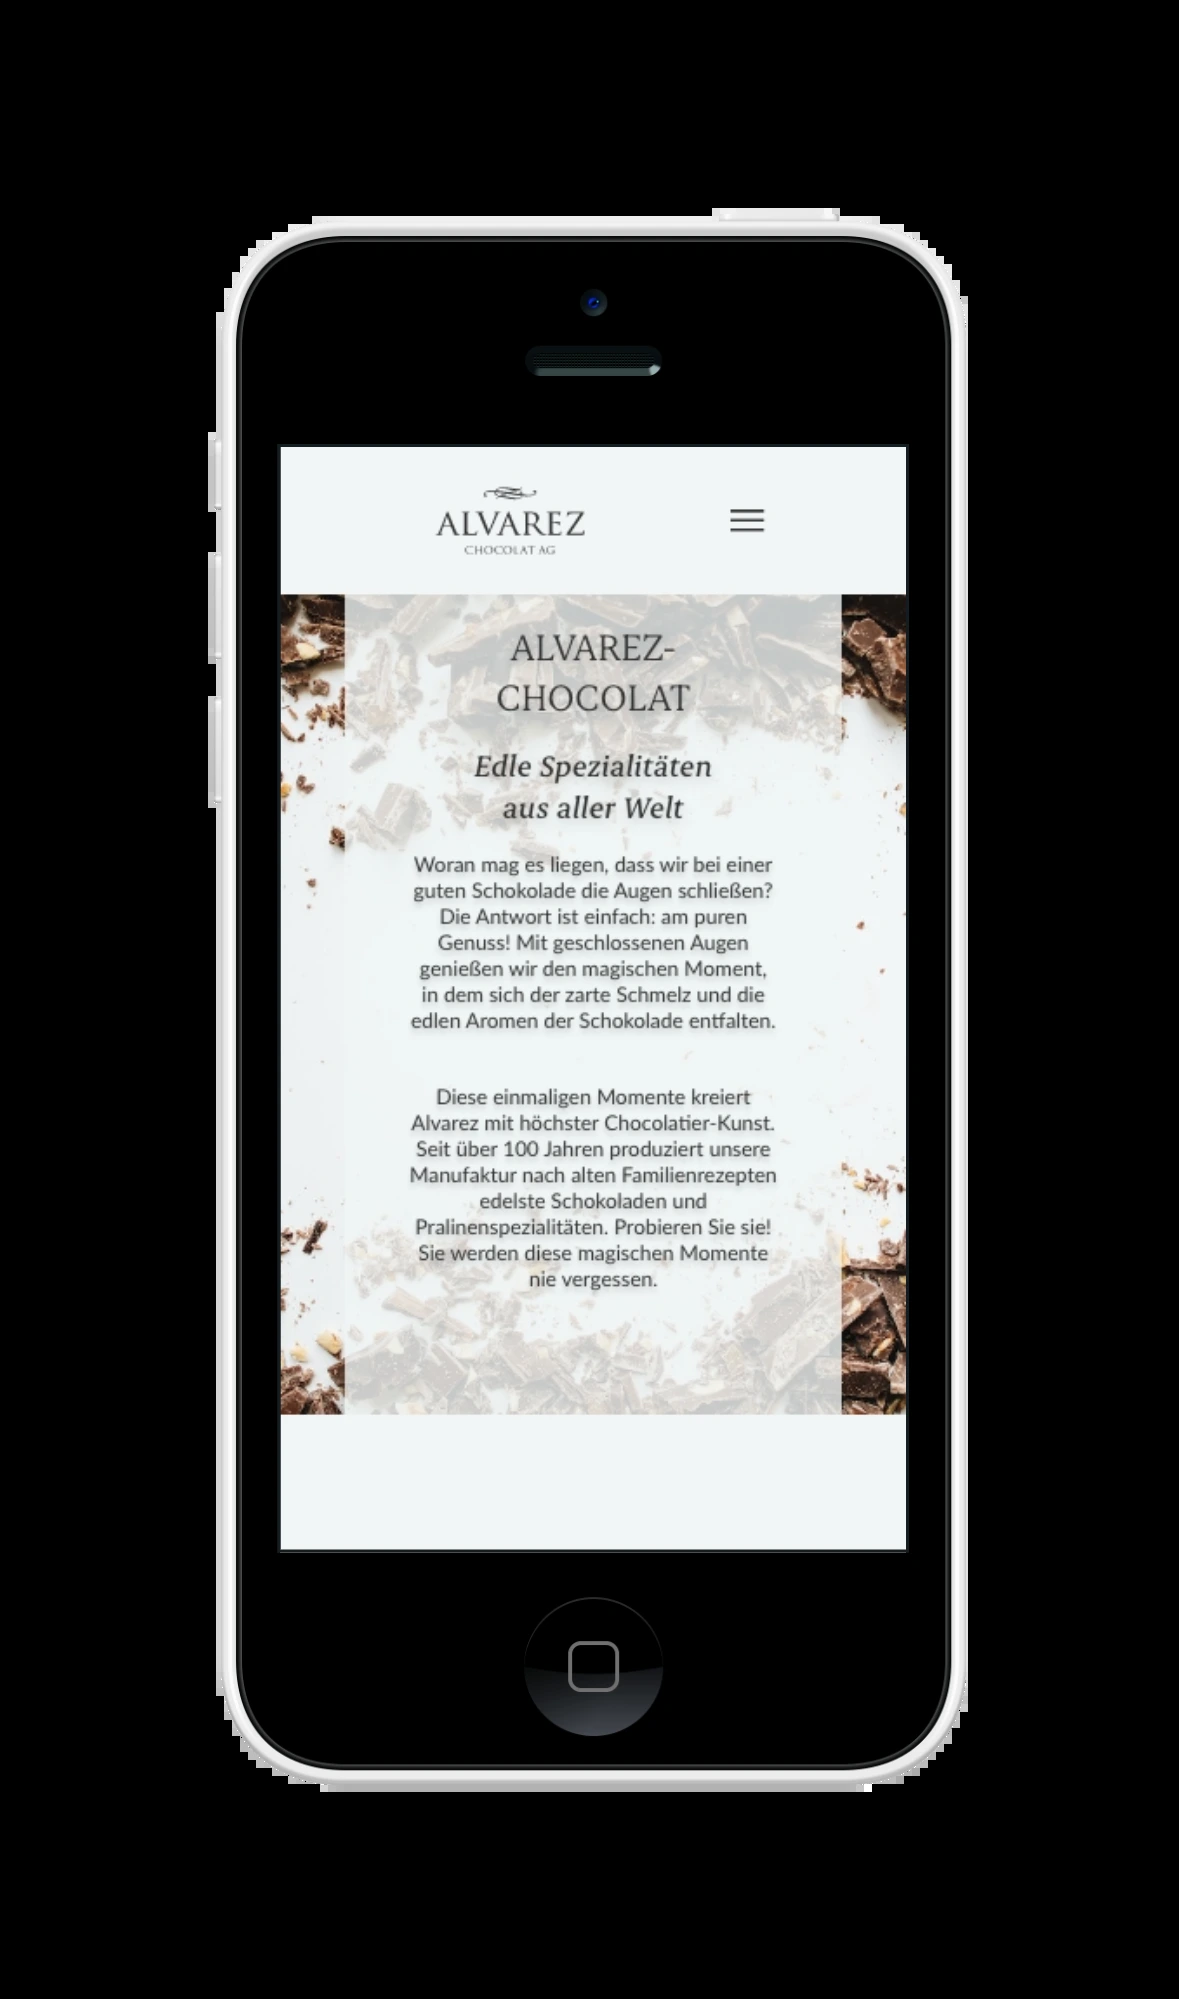 ALVAREZ
CHOCOLAT AG
ALVAREZ-
CHOCOLAT
Edle Spezialitäten
aus aller Welt
Woran mag es liegen, dass wir bei einer
guten Schokolade die Augen schließen?
Die Antwort ist einfach: am puren
Genuss! Mit geschlossenen Augen
genießen wir den magischen Moment,
in dem sich der zarte Schmelz und die
edlen Aromen der Schokolade entfalten.
Diese einmaligen Momente kreiert
Alvarez mit höchster Chocolatier-Kunst.
Seit über 100 Jahren produziert unsere
Manufaktur nach alten Familienrezepten
edelste Schokoladen und
Pralinenspezialitäten. Probieren Sie sie!
Sie werden diese magischen Momente
nie vergessen.